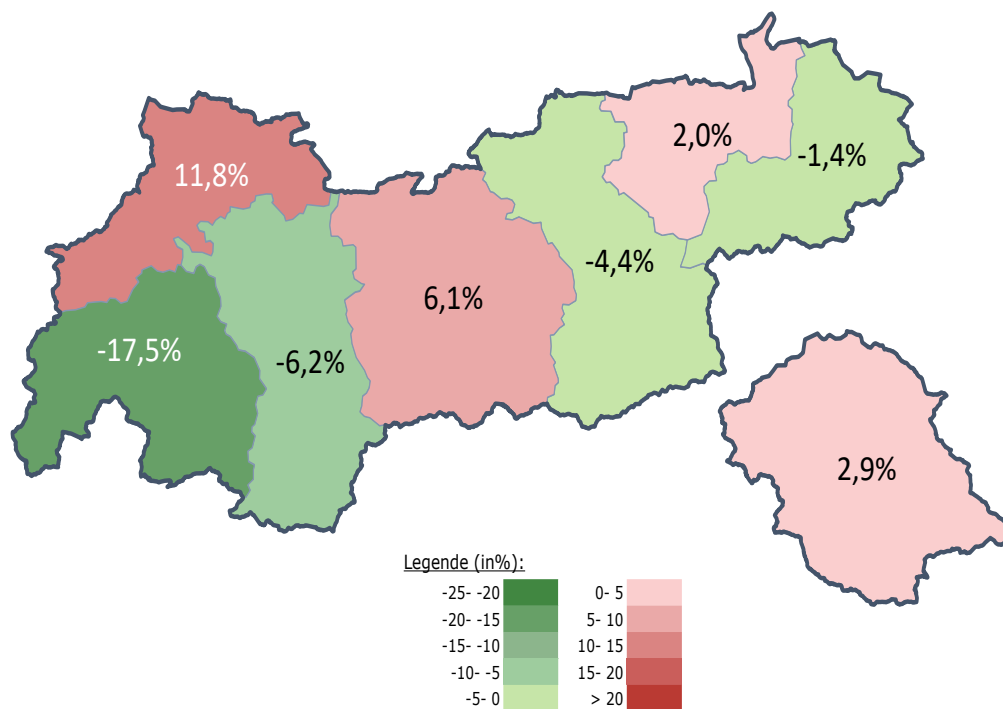 2,0%
-1,4%
11,8%
-4,4%
6,1%
-17,5%
-6,2%
2,9%
Legende (in%):
-25- -20 0- 5
-20- -15 5- 10
-15- -10 10- 15
-10- -5 15- 20
-5- 0 > 20